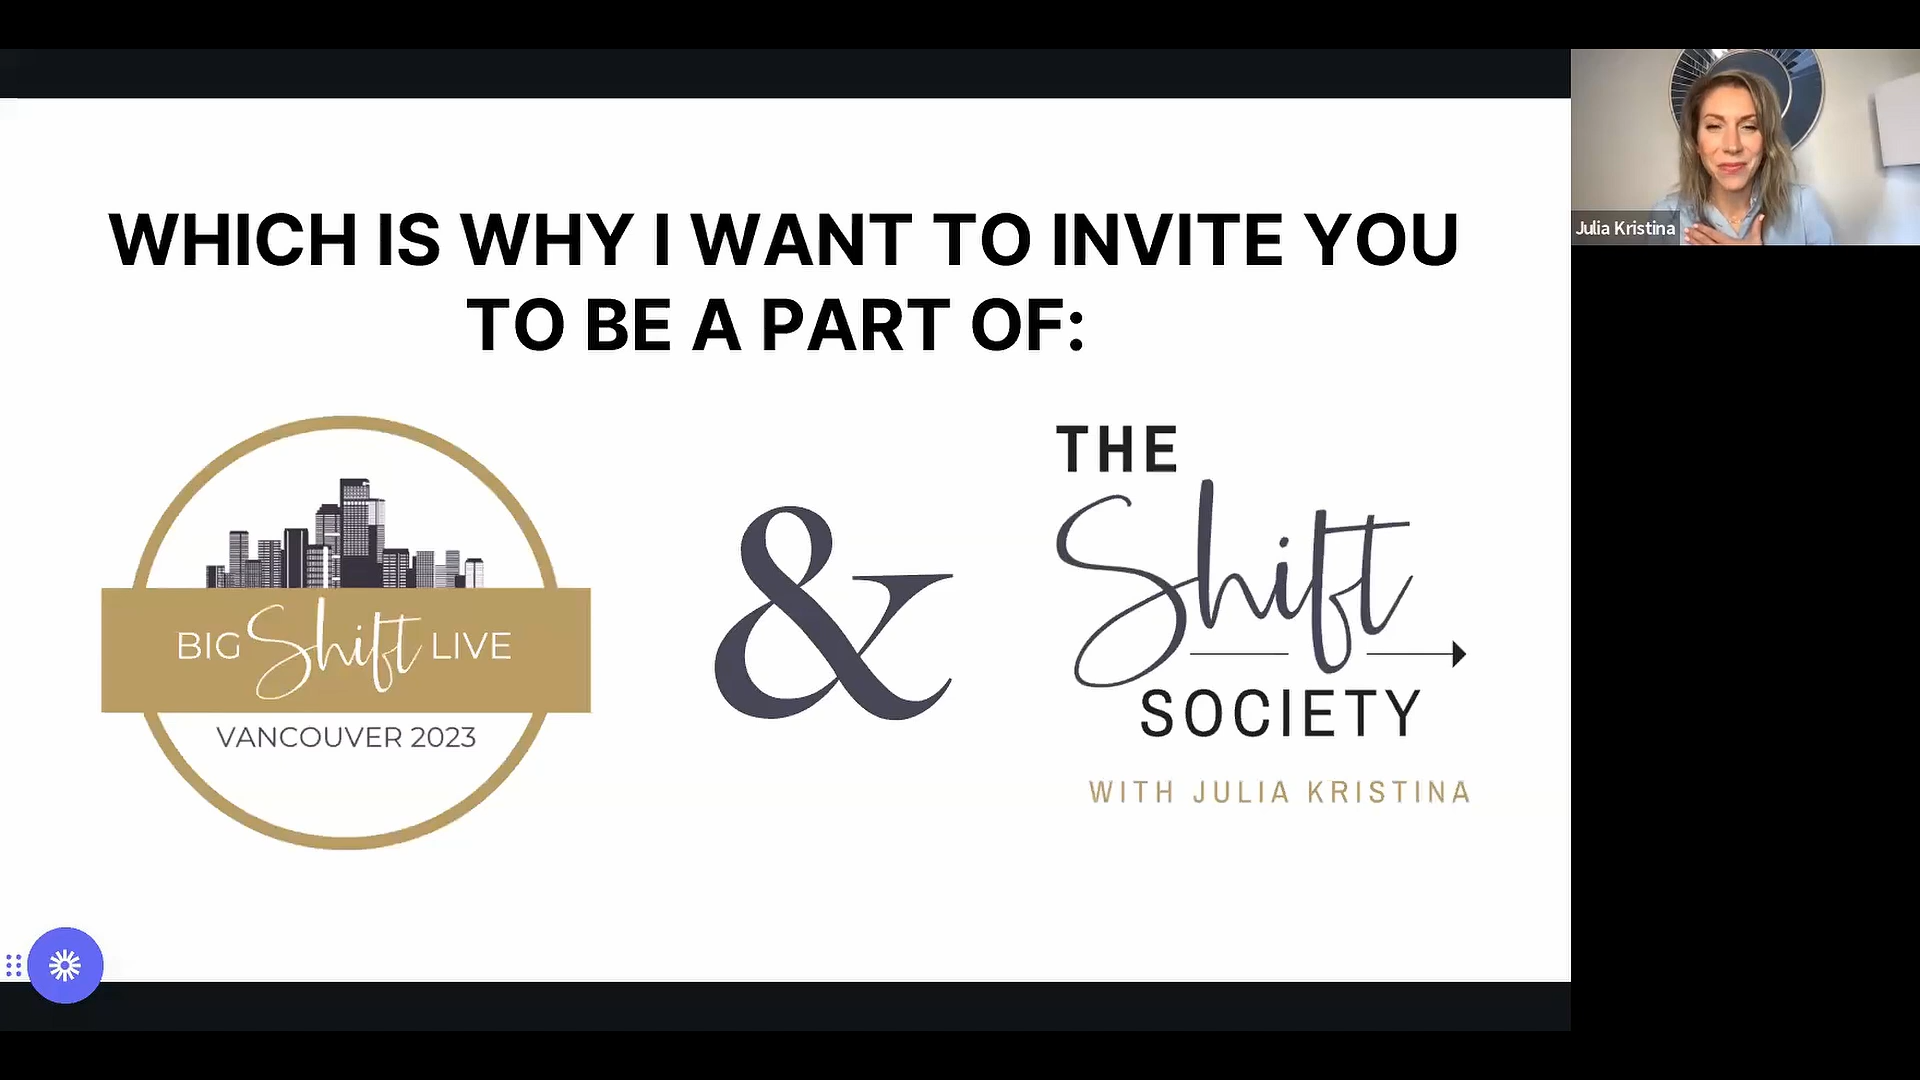 WHICH IS WHY I WANT TO INVITE YOU
TO BE A PART OF:
BIG Shift LIVE
VANCOUVER 2023
&
THE
Shift
SOCIETY
WITH JULIA KRISTINA
Julia Kristina